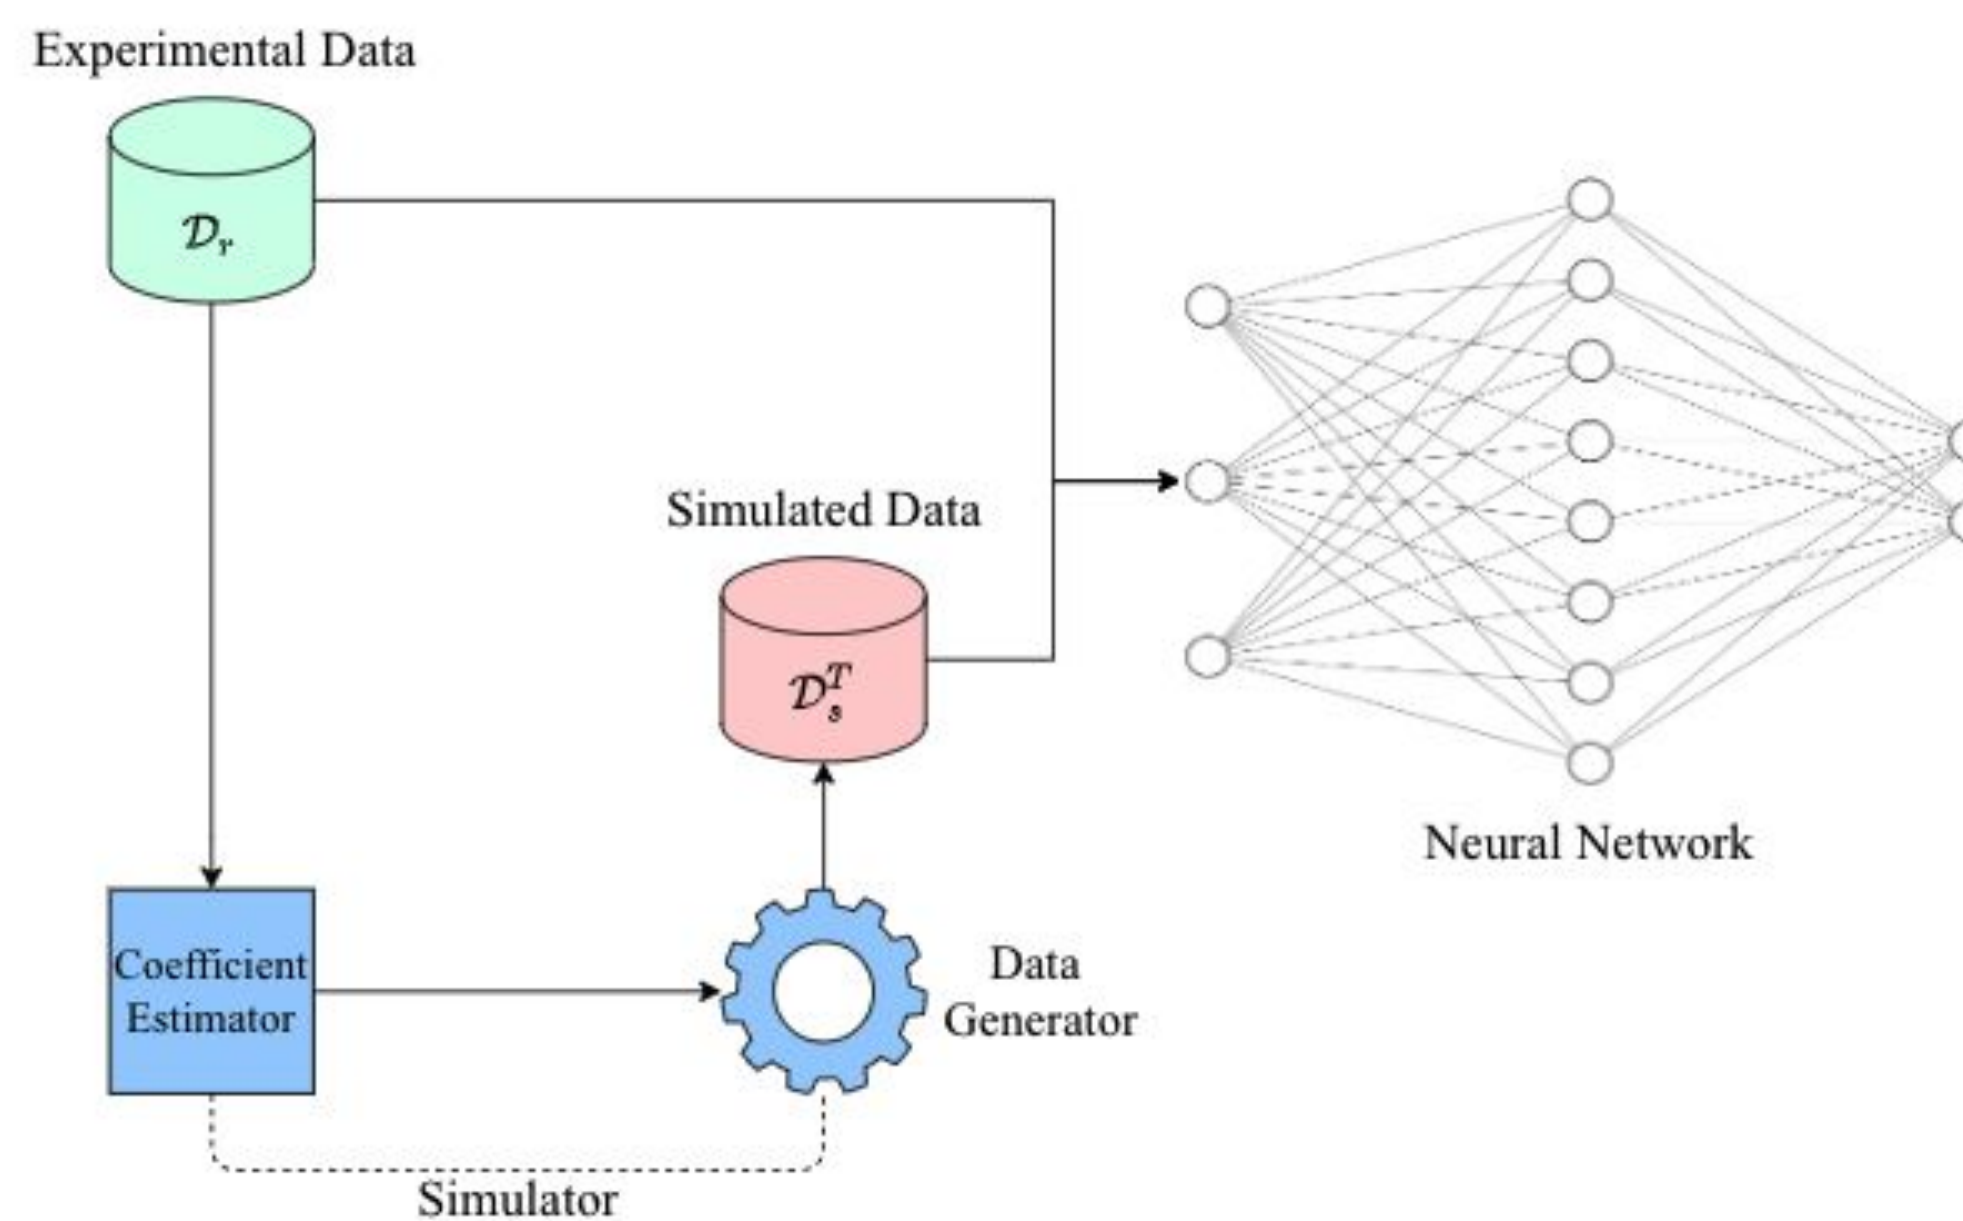 Experimental Data
𝒟ᵣ
Simulated Data
𝒟ₛᵀ
Neural Network
Coefficient
Estimator
Data
Generator
Simulator